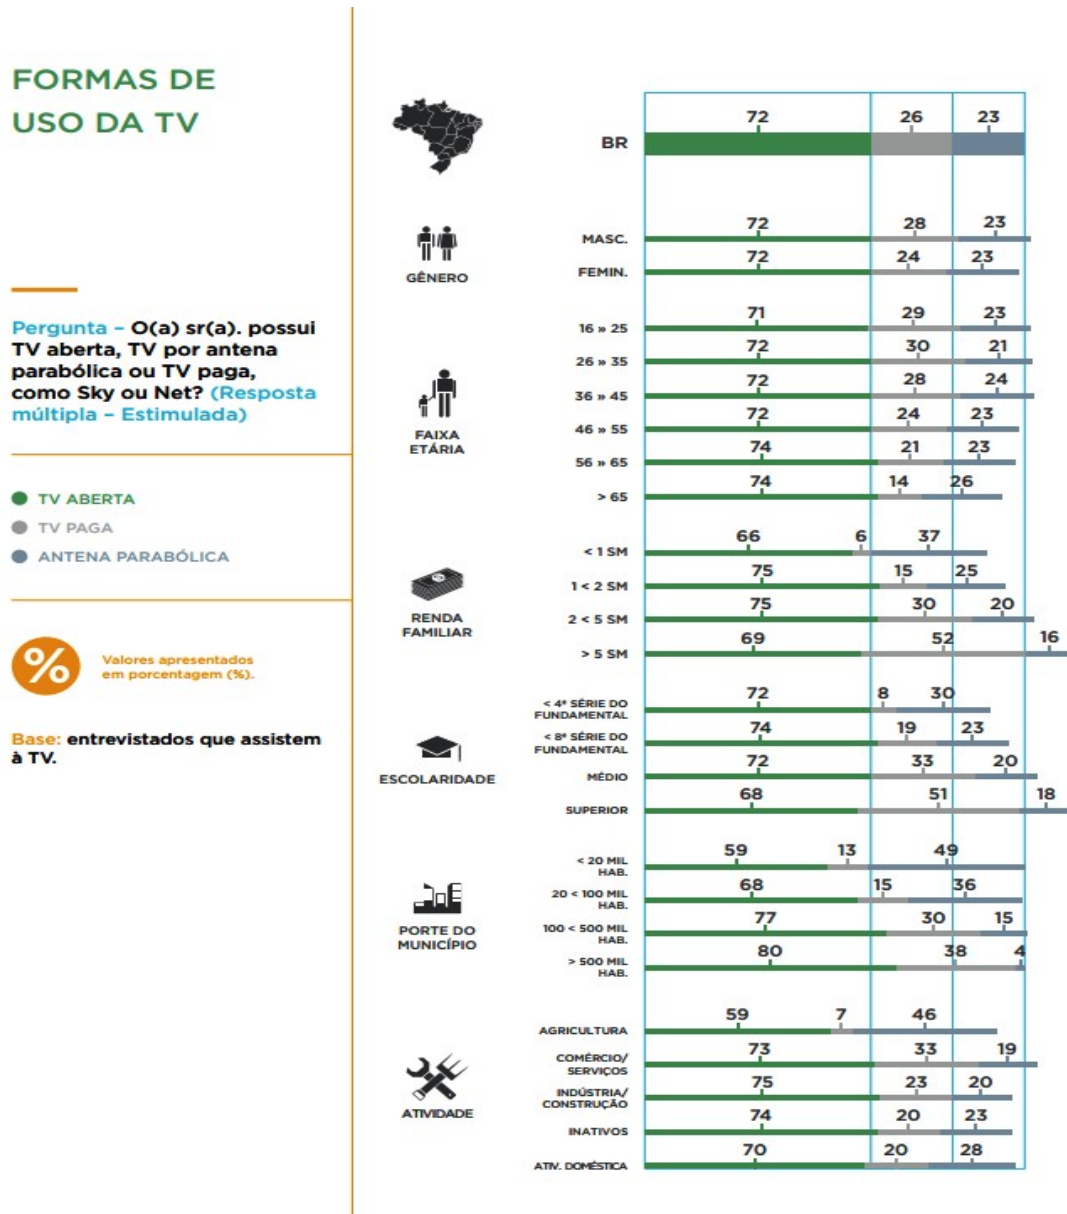 FORMAS DE
USO DA TV
Pergunta – O(a) sr(a). possui
TV aberta, TV por antena
parabólica ou TV paga,
como Sky ou Net? (Resposta
múltipla – Estimulada)
TV ABERTA
TV PAGA
ANTENA PARABÓLICA
%
Valores apresentados
em porcentagem (%).
Base: entrevistados que assistem
à TV.
72 26 23
BR
GÊNERO
72 28 23
MASC.
72 24 23
FEMIN.
FAIXA
ETÁRIA
71 29 23
16 » 25
72 30 21
26 » 35
72 28 24
36 » 45
72 24 23
46 » 55
74 21 23
56 » 65
74 14 26
> 65
RENDA
FAMILIAR
66 6 37
< 1 SM
75 15 25
1 < 2 SM
75 30 20
2 < 5 SM
69 52 16
> 5 SM
ESCOLARIDADE
72 8 30
< 4ª SÉRIE DO
FUNDAMENTAL
74 19 23
< 8ª SÉRIE DO
FUNDAMENTAL
72 33 20
MÉDIO
68 51 18
SUPERIOR
PORTE DO
MUNICÍPIO
59 13 49
< 20 MIL
HAB.
68 15 36
20 < 100 MIL
HAB.
77 30 15
100 < 500 MIL
HAB.
80 38 4
> 500 MIL
HAB.
ATIVIDADE
59 7 46
AGRICULTURA
73 33 19
COMÉRCIO/
SERVIÇOS
75 23 20
INDÚSTRIA/
CONSTRUÇÃO
74 20 23
INATIVOS
70 20 28
ATIV. DOMÉSTICA